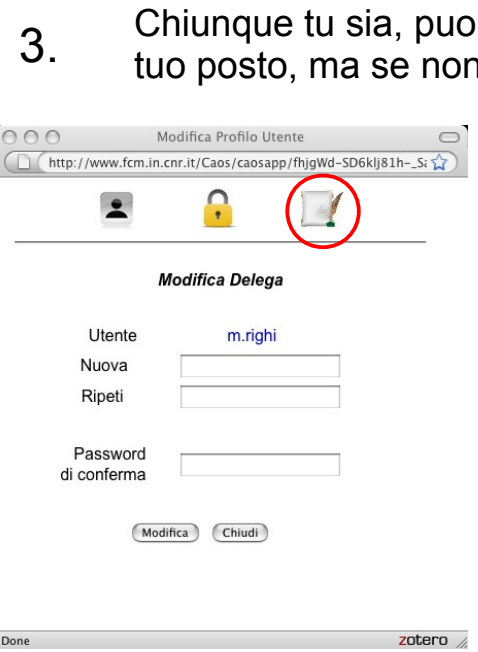 3. Chiunque tu sia, puo
tuo posto, ma se non
Modifica Profilo Utente
http://www.fcm.in.cnr.it/Caos/caosapp/fhjgWd-SD6klj81h-_Sa
Modifica Delega
Utente m.righi
Nuova
Ripeti
Password
di conferma
Modifica Chiudi
Done zotero